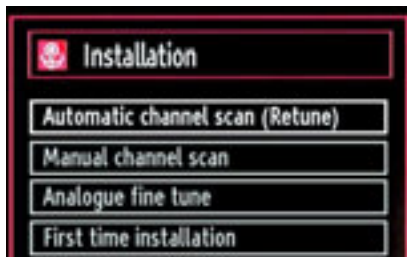 Installation
Automatic channel scan (Retune)
Manual channel scan
Analogue fine tune
First time installation